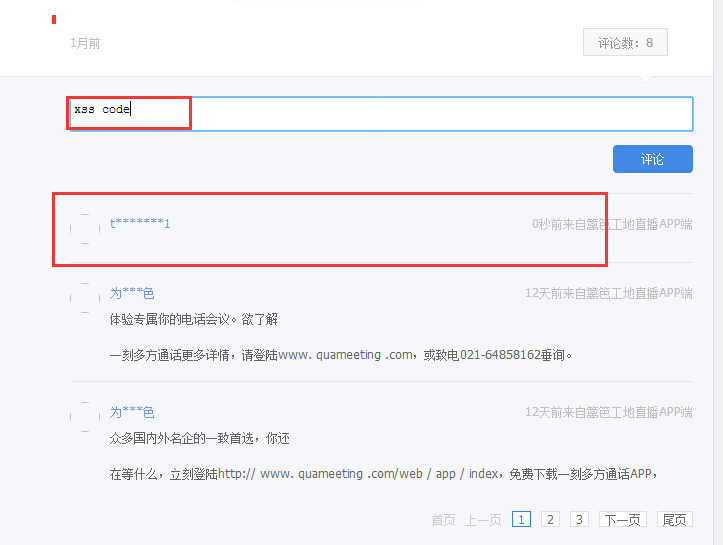 1月前
评论数：8
xss code
评论
t*******1
0秒前来自篱笆工地直播APP端
为***色
12天前来自篱笆工地直播APP端
体验专属你的电话会议。欲了解
一刻多方通话更多详情，请登陆www. quameeting .com，或致电021-64858162垂询。
为***色
12天前来自篱笆工地直播APP端
众多国内外名企的一致首选，你还
在等什么，立刻登陆http:// www. quameeting .com/web / app / index，免费下载一刻多方通话APP，
首页 上一页 1 2 3 下一页 尾页